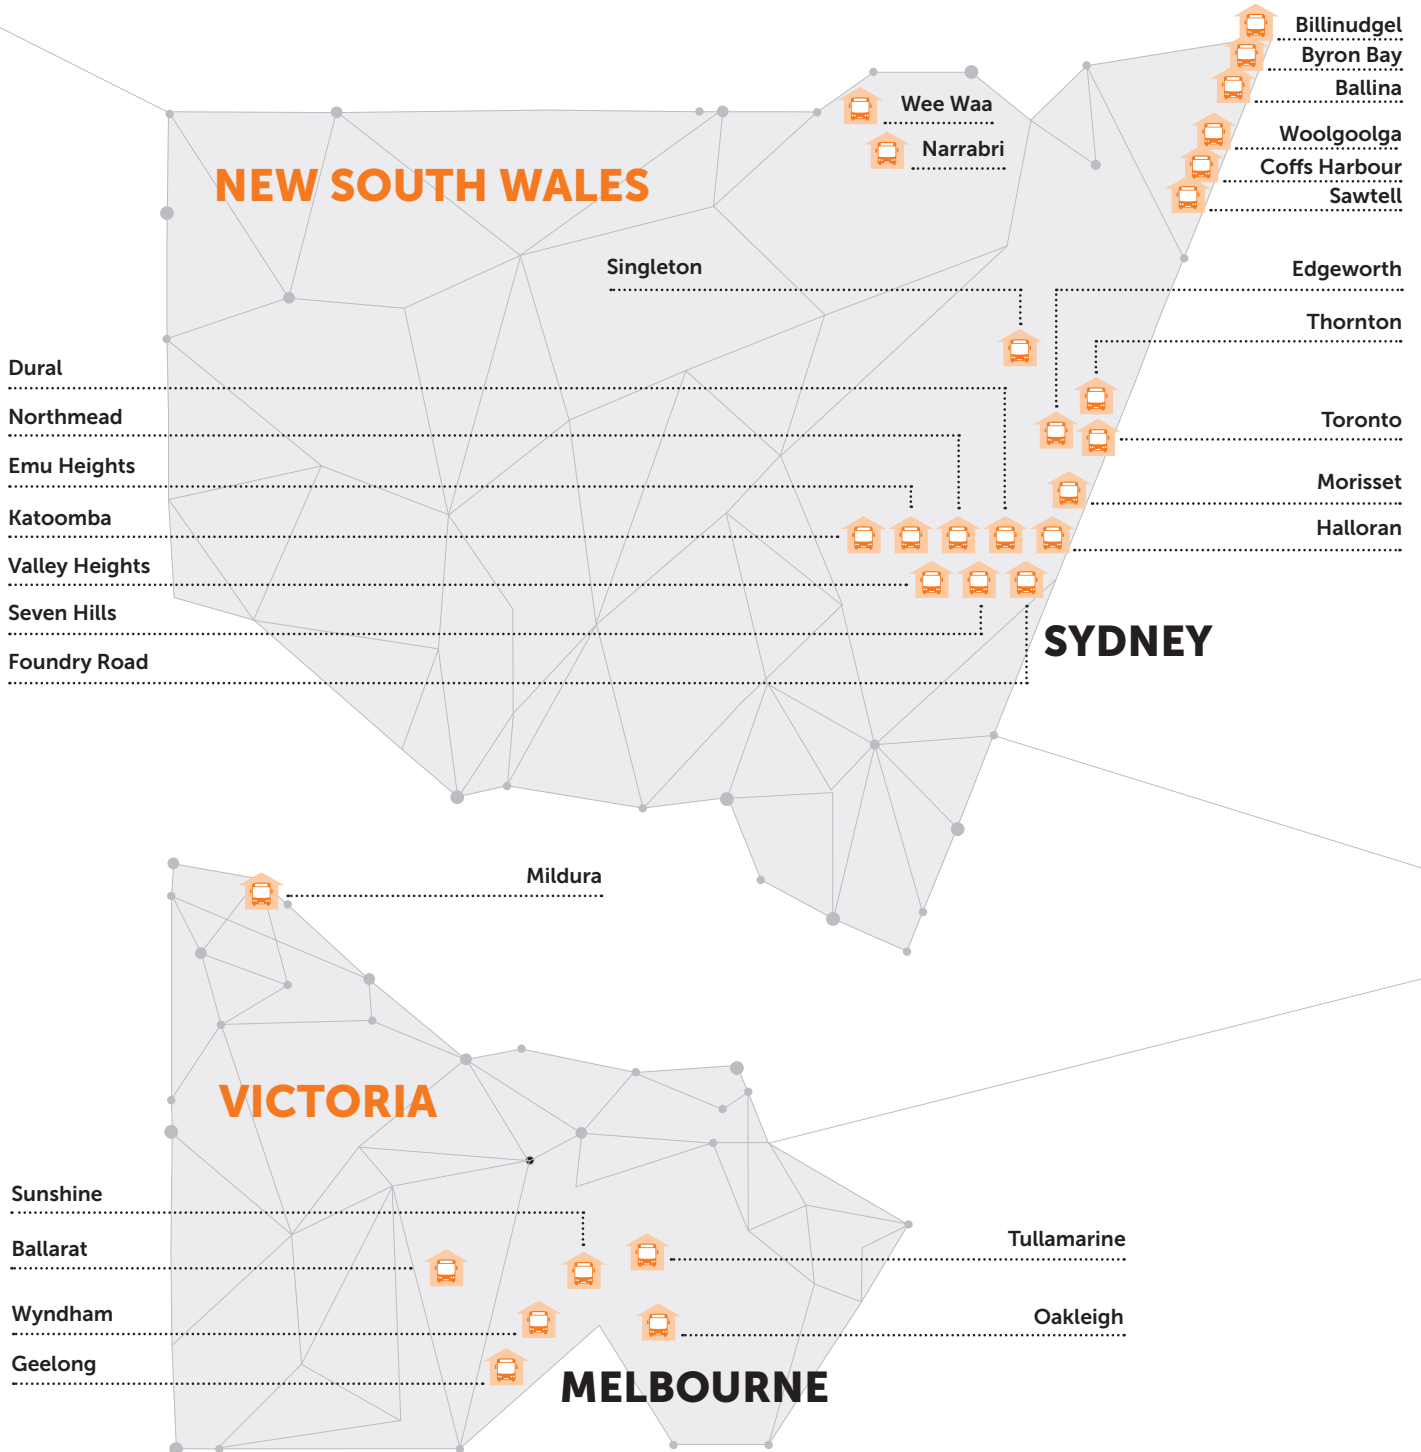 Billinudgel
Byron Bay
Ballina
Wee Waa
Woolgoolga
Narrabri
Coffs Harbour
NEW SOUTH WALES
Sawtell
Singleton
Edgeworth
Thornton
Dural
Northmead
Toronto
Emu Heights
Morisset
Katoomba
Halloran
Valley Heights
Seven Hills
SYDNEY
Foundry Road
Mildura
VICTORIA
Sunshine
Tullamarine
Ballarat
Wyndham
Oakleigh
Geelong
MELBOURNE